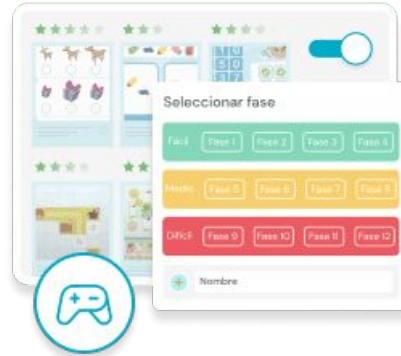 Seleccionar fase
Fácil Fase 1 Fase 2 Fase 3 Fase 4
Medio Fase 5 Fase 6 Fase 7 Fase 8
Difícil Fase 9 Fase 10 Fase 11 Fase 12
Nombre